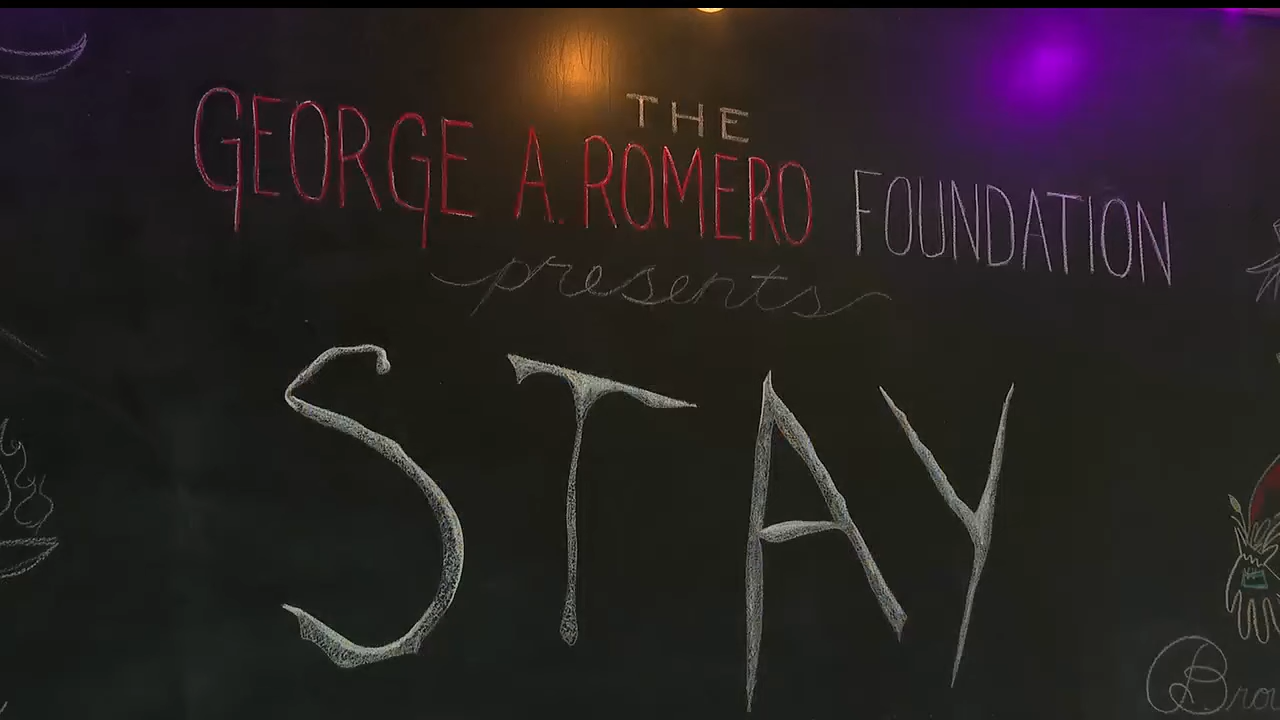 THE
GEORGE A. ROMERO FOUNDATION
presents
STAY